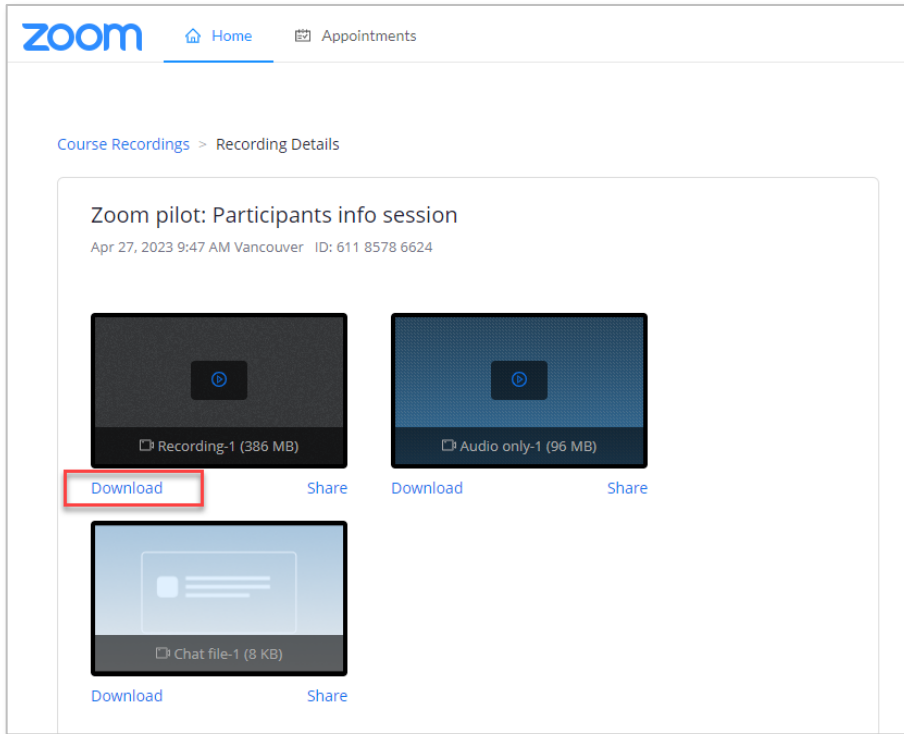 zoom Home Appointments
Course Recordings > Recording Details
Zoom pilot: Participants info session
Apr 27, 2023 9:47 AM Vancouver ID: 611 8578 6624
Recording-1 (386 MB)
Audio only-1 (96 MB)
Download Share Download Share
Chat file-1 (8 KB)
Download Share